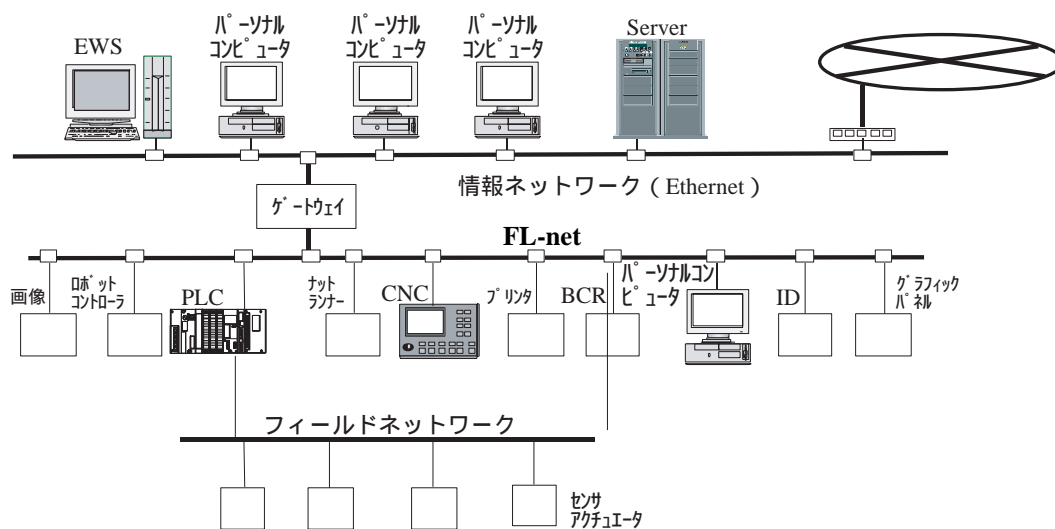 EWS
ﾊﾟｰｿﾅﾙ
ｺﾝﾋﾟｭｰﾀ
ﾊﾟｰｿﾅﾙ
ｺﾝﾋﾟｭｰﾀ
ﾊﾟｰｿﾅﾙ
ｺﾝﾋﾟｭｰﾀ
Server
情報ネットワーク ( Ethernet )
ｹﾞｰﾄｳｪｲ
FL-net
画像
ﾛﾎﾞｯﾄ
ｺﾝﾄﾛｰﾗ
PLC
ﾅｯﾄ
ﾗﾝﾅｰ
CNC
ﾌﾟﾘﾝﾀ
BCR
ﾊﾟｰｿﾅﾙｺﾝ
ﾋﾟｭｰﾀ
ID
ｸﾞﾗﾌｨｯｸ
ﾊﾟﾈﾙ
フィールドネットワーク
ｾﾝｻ
ｱｸﾁｭｴｰﾀ